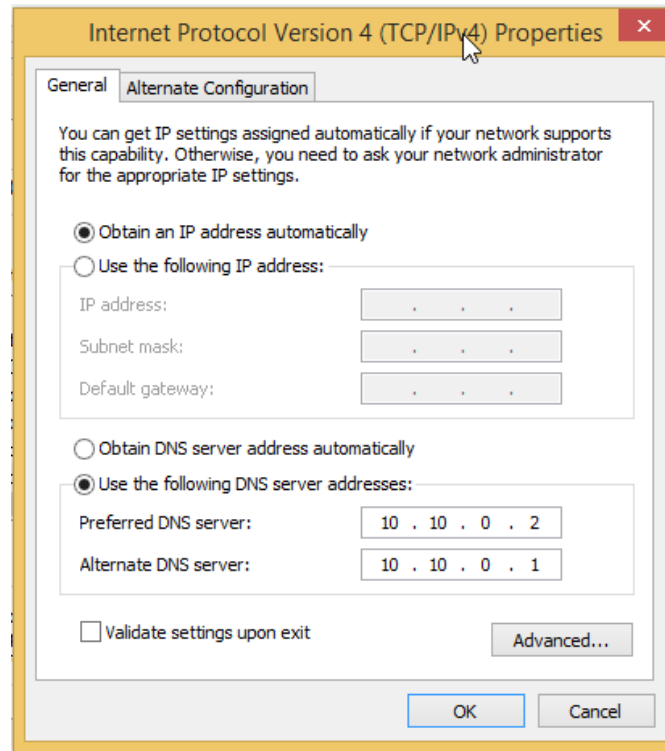 Internet Protocol Version 4 (TCP/IPv4) Properties
General
Alternate Configuration
You can get IP settings assigned automatically if your network supports
this capability. Otherwise, you need to ask your network administrator
for the appropriate IP settings.
Obtain an IP address automatically
Use the following IP address:
IP address:
. . .
Subnet mask:
. . .
Default gateway:
. . .
Obtain DNS server address automatically
Use the following DNS server addresses:
Preferred DNS server:
10 . 10 . 0 . 2
Alternate DNS server:
10 . 10 . 0 . 1
Validate settings upon exit
Advanced...
OK
Cancel